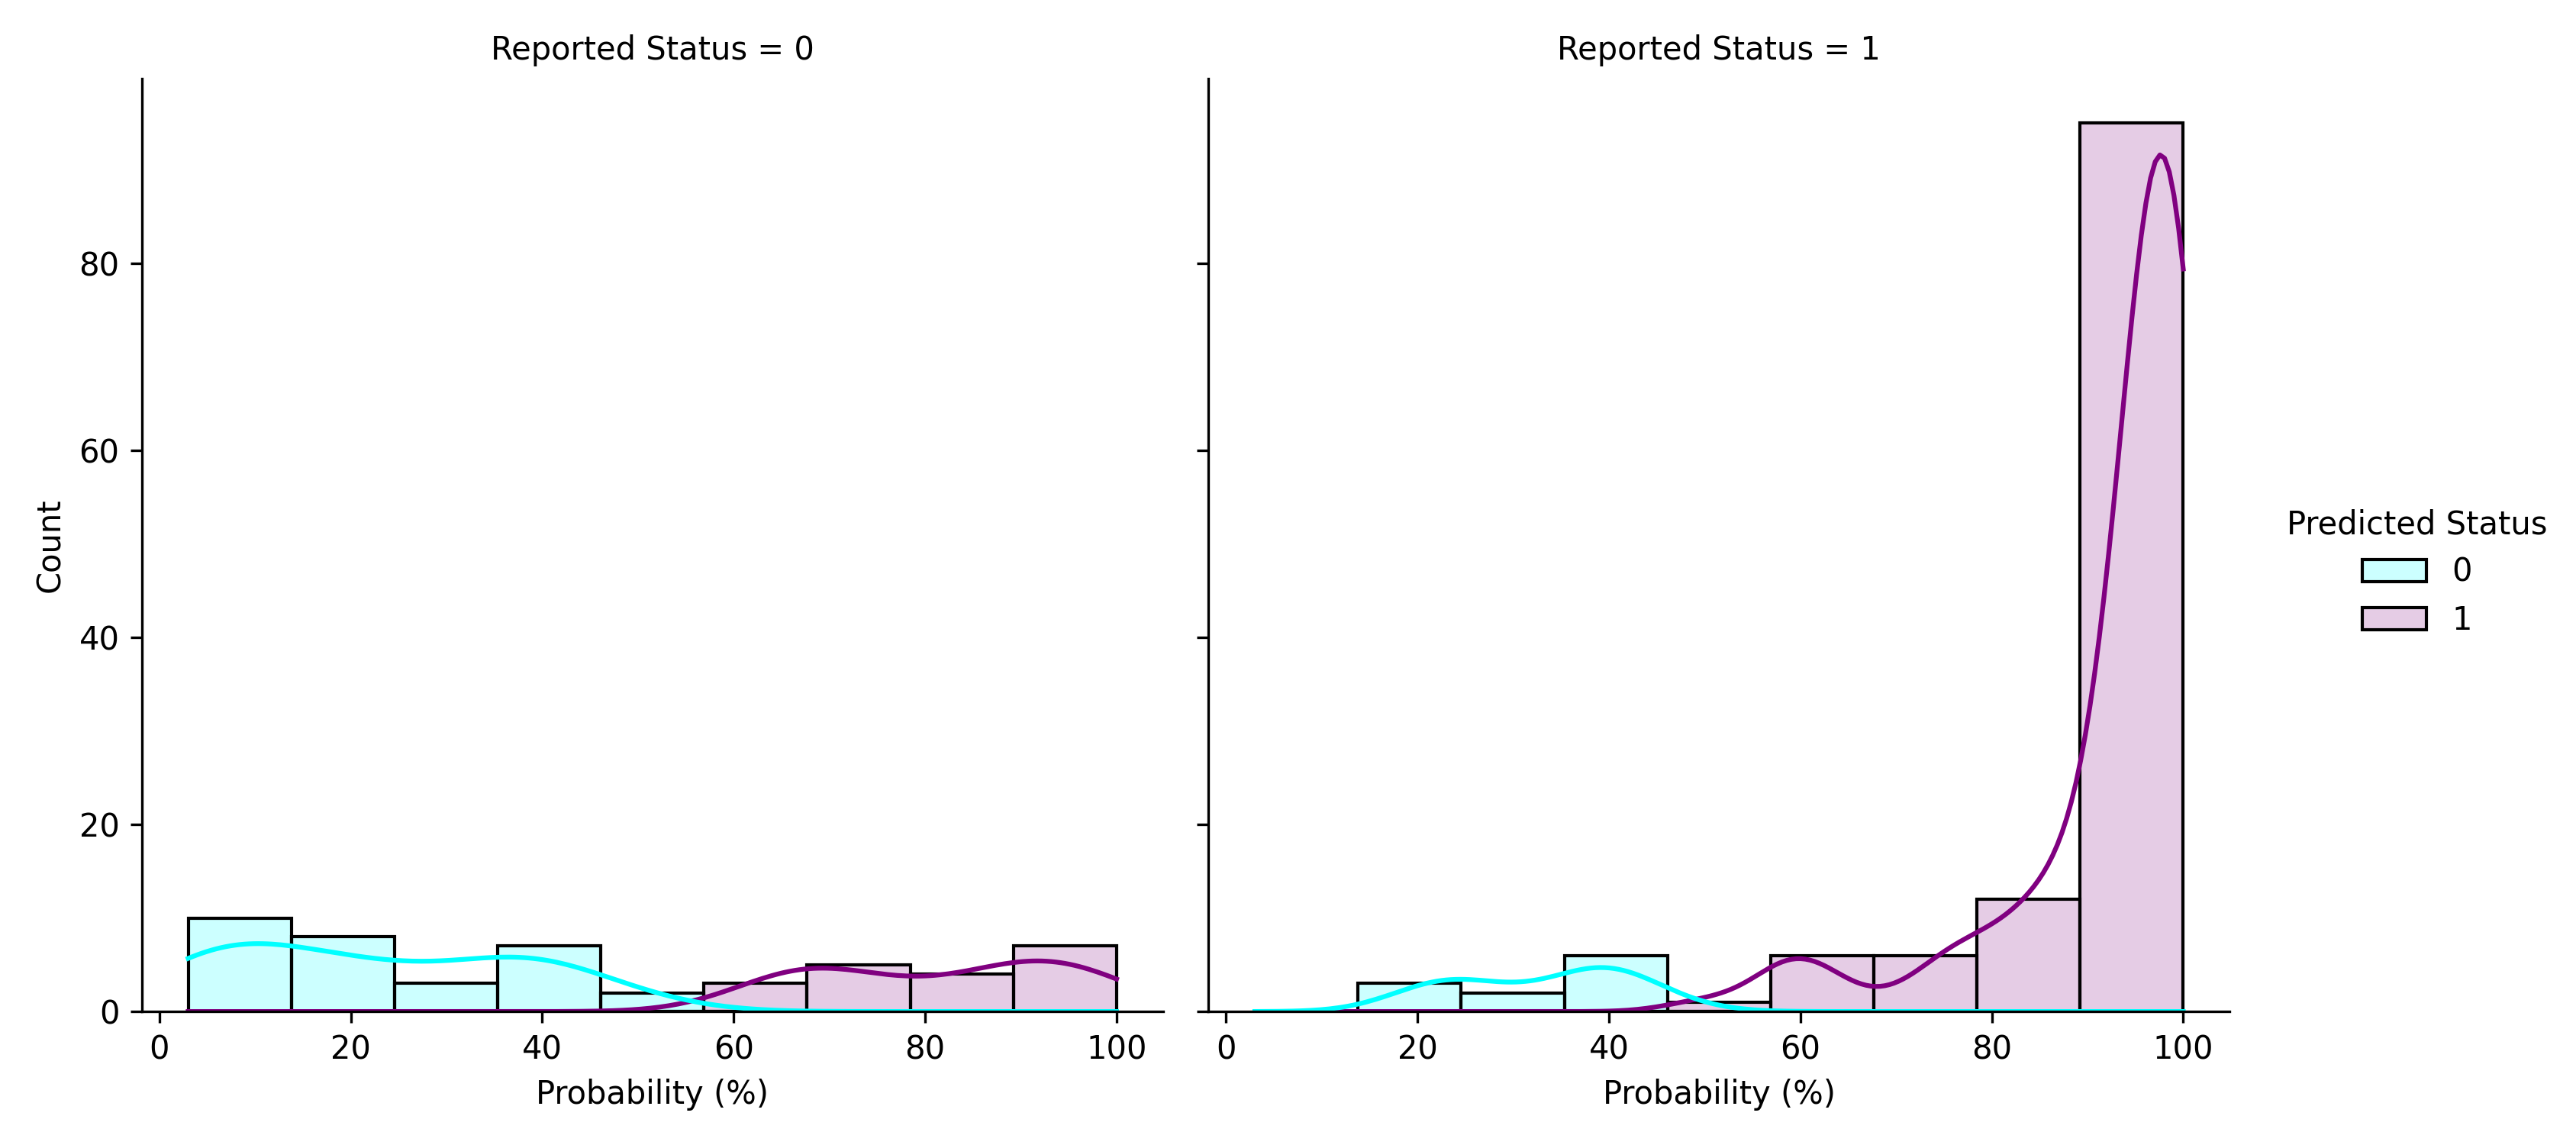 Reported Status = 0
Reported Status = 1
Count
0
20
40
60
80
0 20 40 60 80 100
0 20 40 60 80 100
Probability (%)
Probability (%)
Predicted Status
0
1